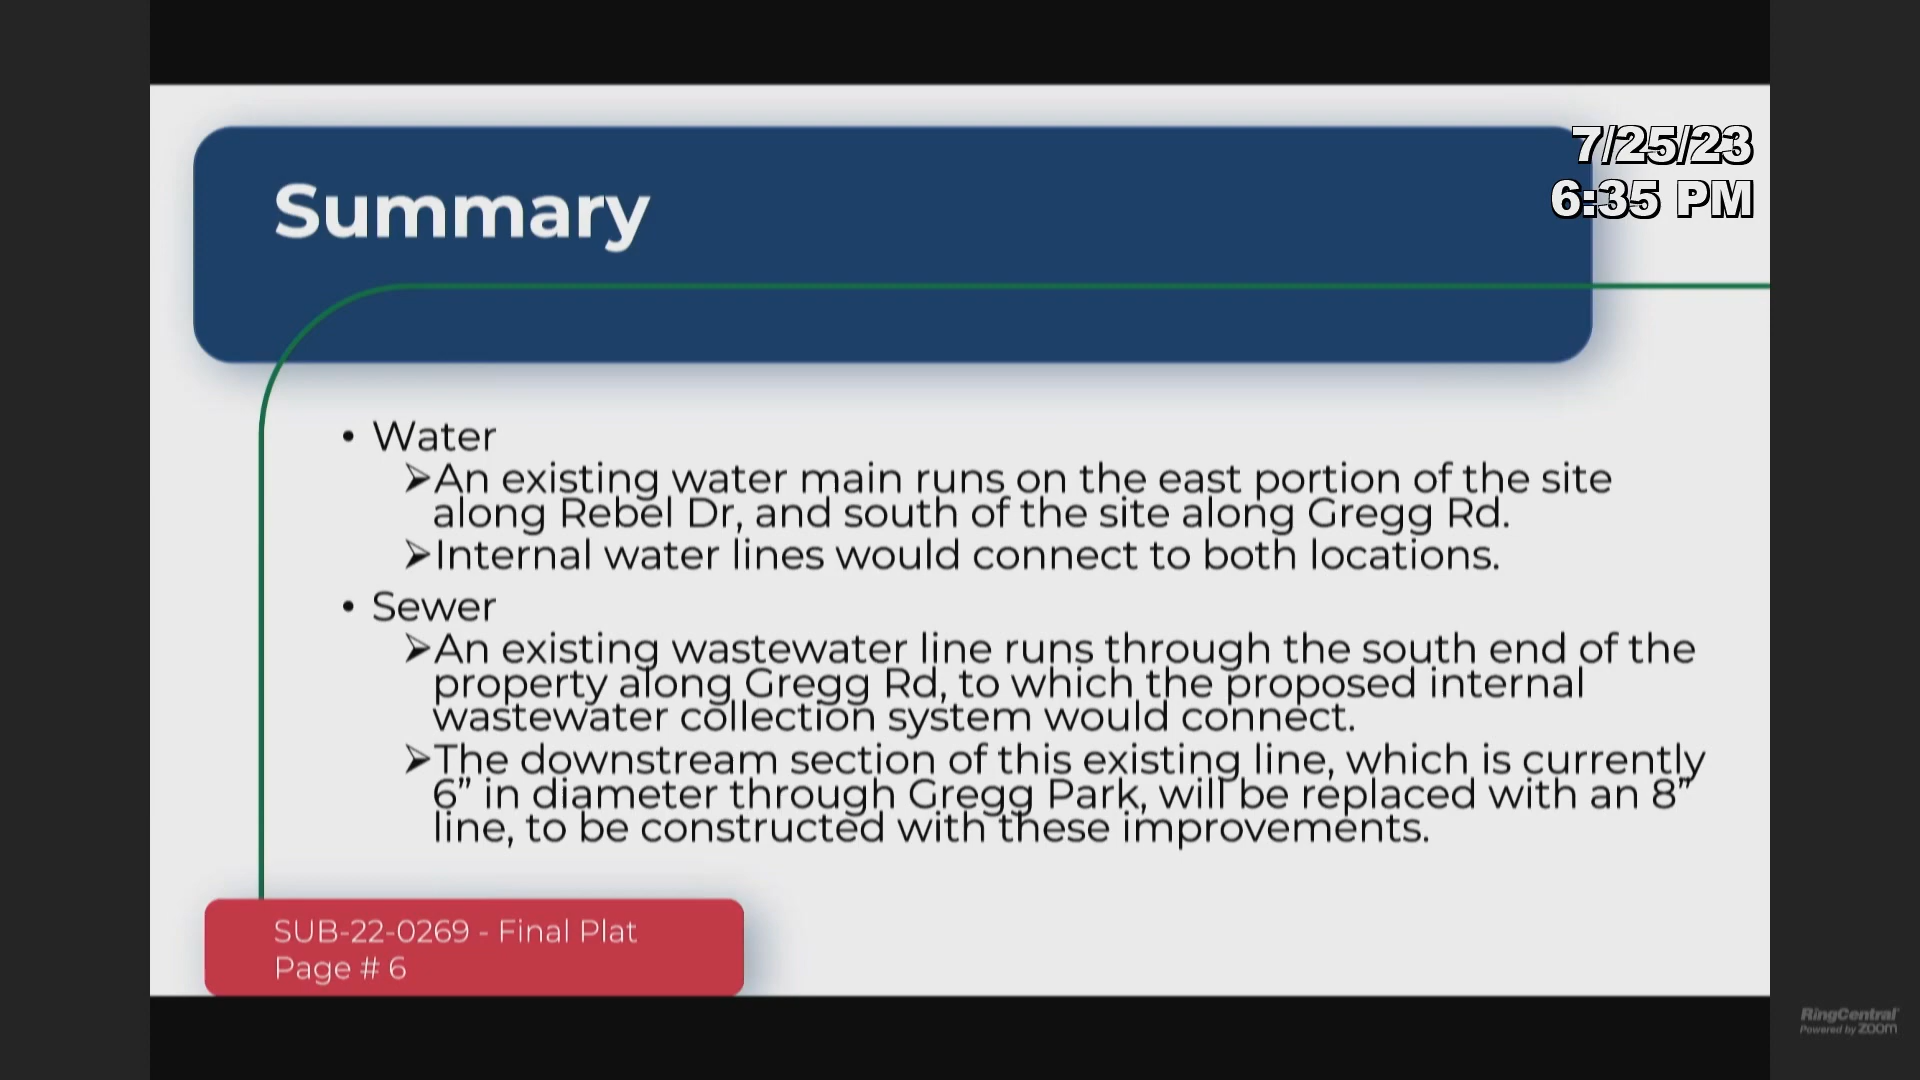 Summary
7/25/23
6:35 PM
• Water
➢An existing water main runs on the east portion of the site
along Rebel Dr, and south of the site along Gregg Rd.
➢Internal water lines would connect to both locations.
• Sewer
➢An existing wastewater line runs through the south end of the
property along Gregg Rd, to which the proposed internal
wastewater collection system would connect.
➢The downstream section of this existing line, which is currently
6” in diameter through Gregg Park, will be replaced with an 8”
line, to be constructed with these improvements.
SUB-22-0269 - Final Plat
Page # 6
RingCentral
Powered by zoom